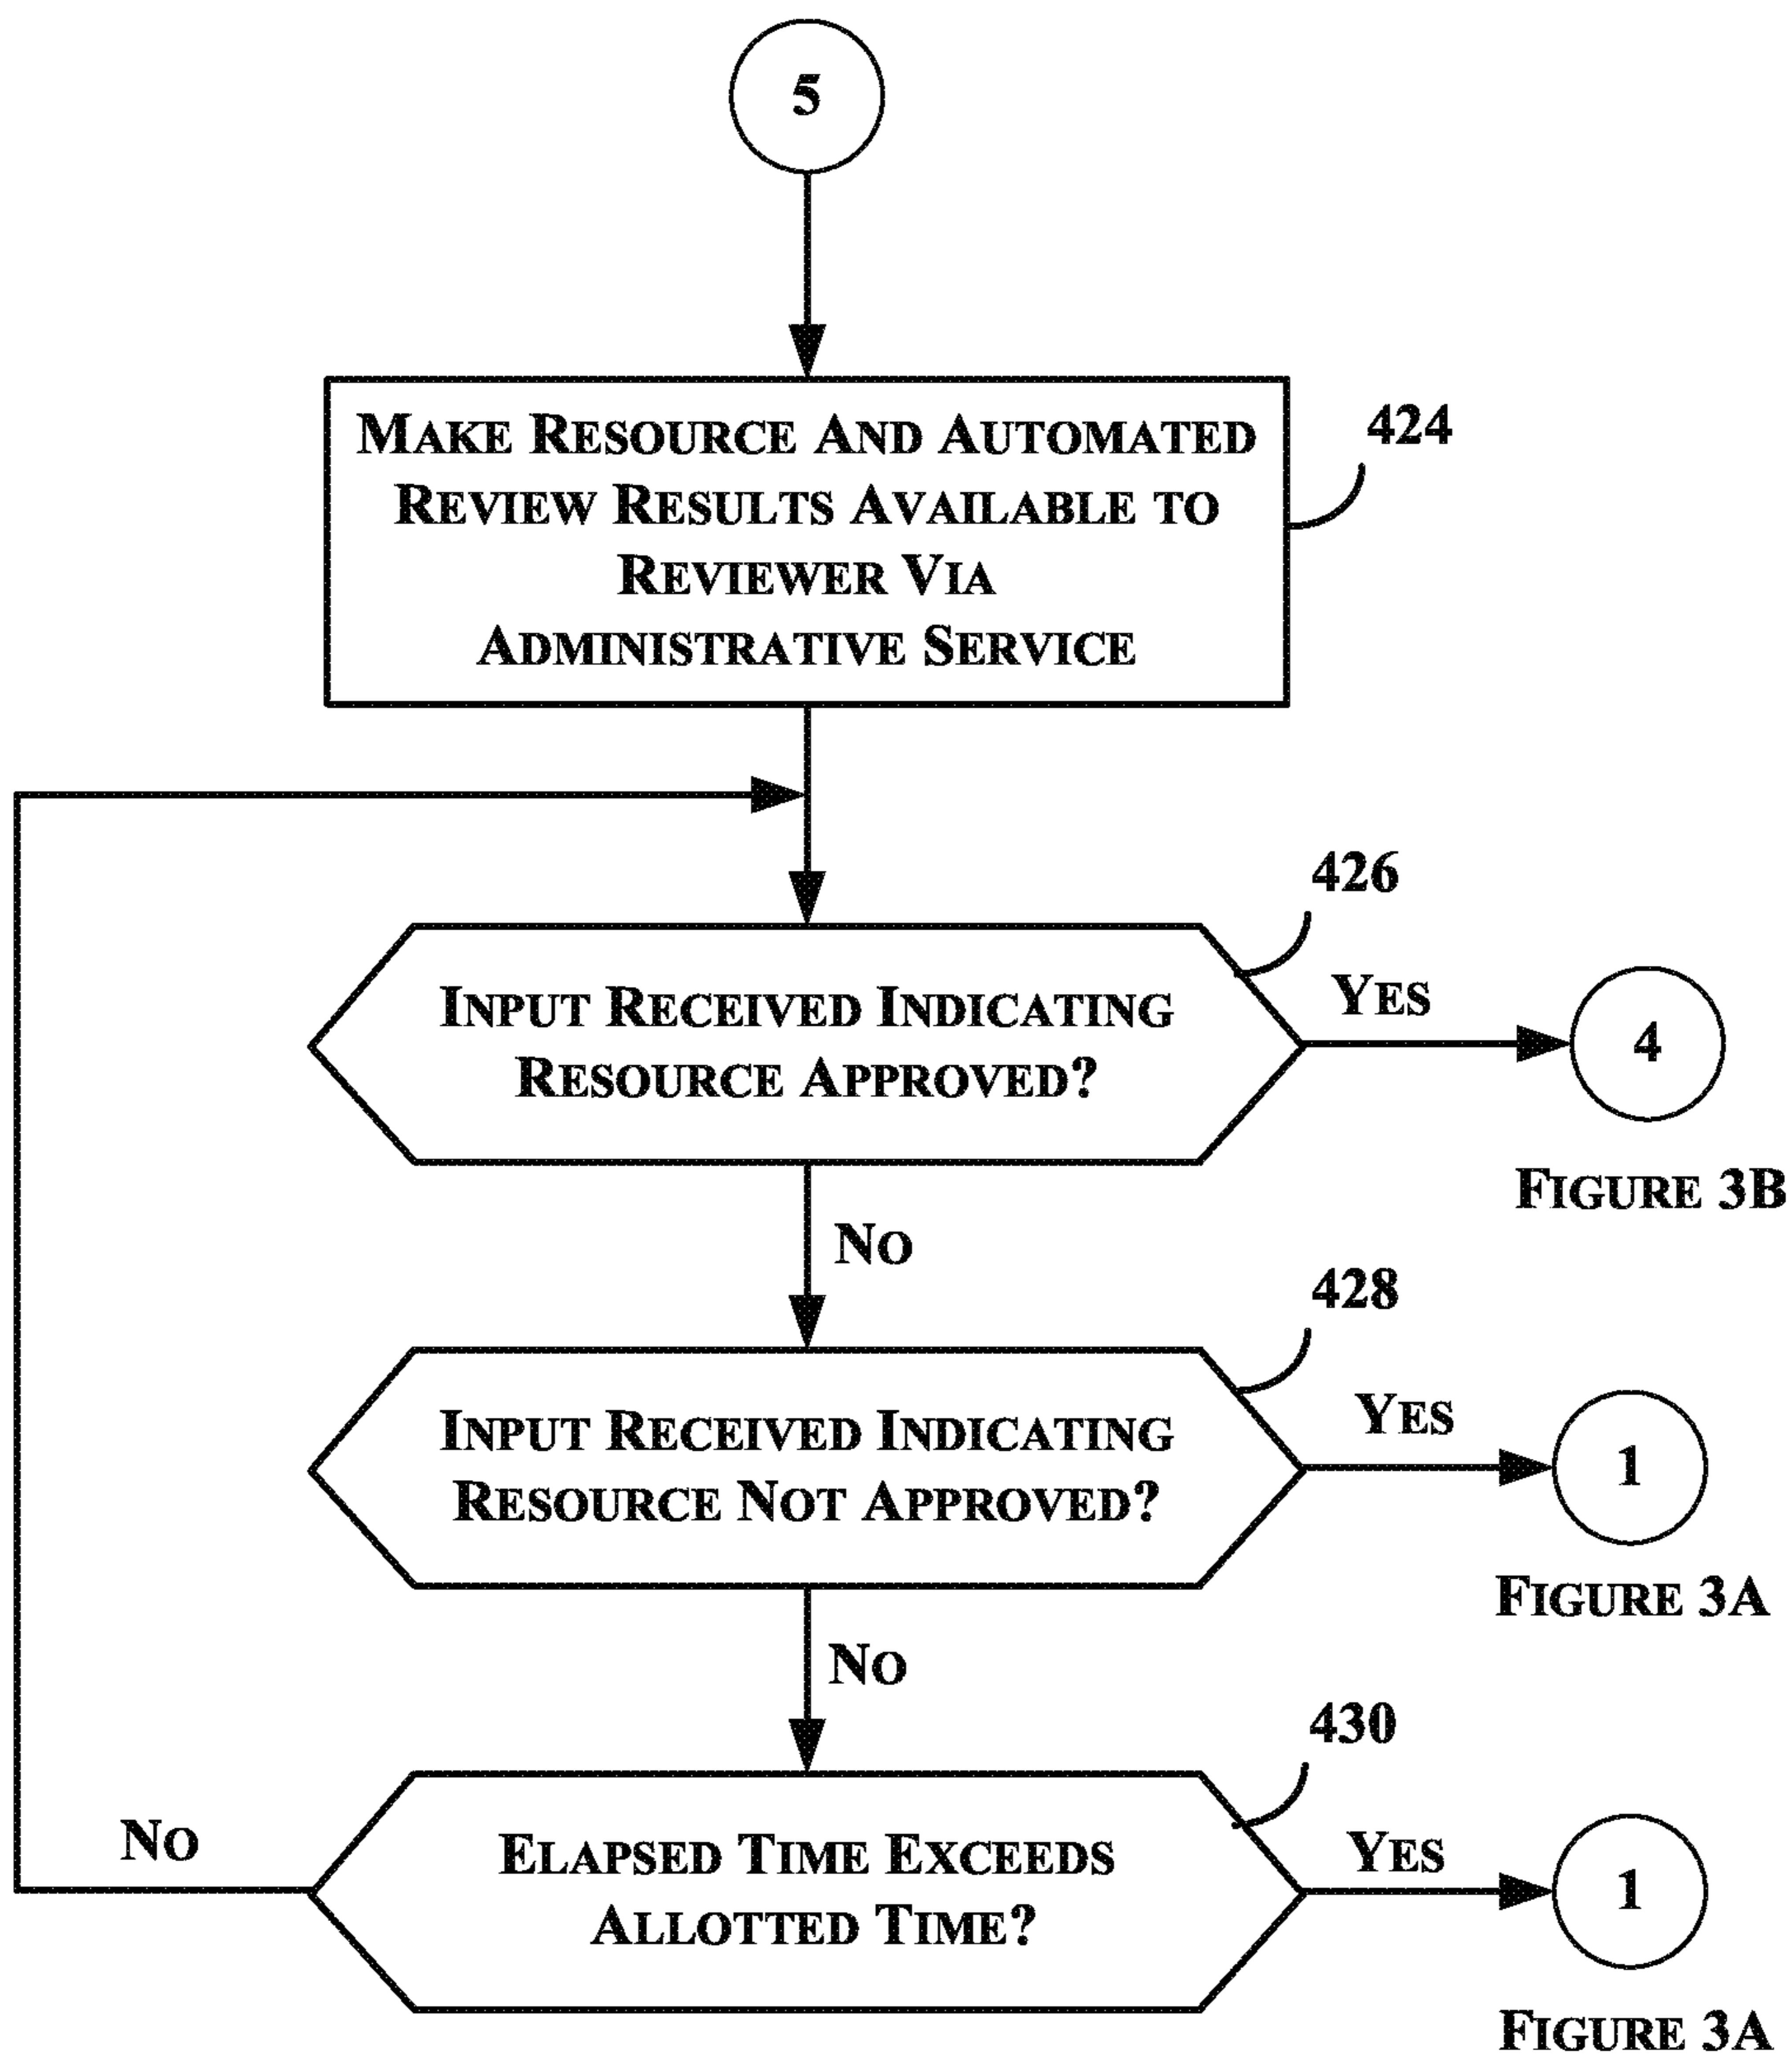 5
MAKE RESOURCE AND AUTOMATED
REVIEW RESULTS AVAILABLE TO
REVIEWER VIA
ADMINISTRATIVE SERVICE
424
426
INPUT RECEIVED INDICATING
RESOURCE APPROVED?
YES
4
FIGURE 3B
NO
428
INPUT RECEIVED INDICATING
RESOURCE NOT APPROVED?
YES
1
FIGURE 3A
NO
430
ELAPSED TIME EXCEEDS
ALLOTTED TIME?
NO
YES
1
FIGURE 3A